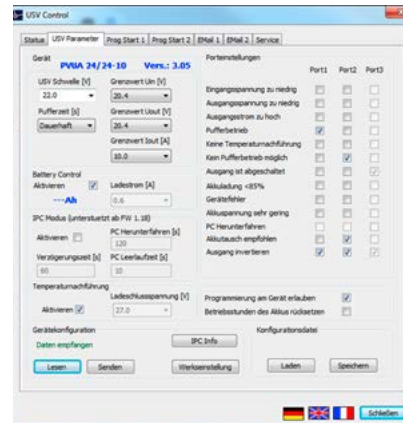 USV Control
Status USV Parameter Prog Start 1 Prog Start 2 EMail 1 EMail 2 Service
Gerät
PVUA 24/24-10 Vers.: 3.05
USV Schwelle [V] Grenzwert Uin [V]
22.0 20.4
Pufferzeit [s] Grenzwert Uout [V]
Dauerhaft 20.4
Grenzwert Iout [A]
10.0
Battery Control
Aktivieren Ladestrom [A]
---Ah 0.6
IPC Modus (unterstuetzt ab FW 1.18)
Aktivieren PC Herunterfahren [s]
120
Verzögerungszeit [s] PC Leerlaufzeit [s]
60 10
Temperaturnachführung
Ladeschlussspannung [V]
Aktivieren 27.0
Gerätekonfiguration
Daten empfangen
IPC Info
Lesen Senden Werkseinstellung
Porteinstellungen
Port1 Port2 Port3
Eingangsspannung zu niedrig
Ausgangsspannung zu niedrig
Ausgangsstrom zu hoch
Pufferbetrieb
Keine Temperaturnachführung
Kein Pufferbetrieb möglich
Ausgang ist abgeschaltet
Akkuladung <85%
Gerätefehler
Akkuspannung sehr gering
PC Herunterfahren
Akkutausch empfohlen
Ausgang invertieren
Programmierung am Gerät erlauben
Betriebsstunden des Akkus rücksetzen
Konfigurationsdatei
Laden Speichern
Schließen